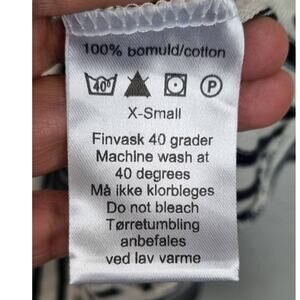 100% bomuld/cotton
40° P
X-Small
Finvask 40 grader
Machine wash at
40 degrees
Må ikke klorbleges
Do not bleach
Tørretumbling
anbefales
ved lav varme